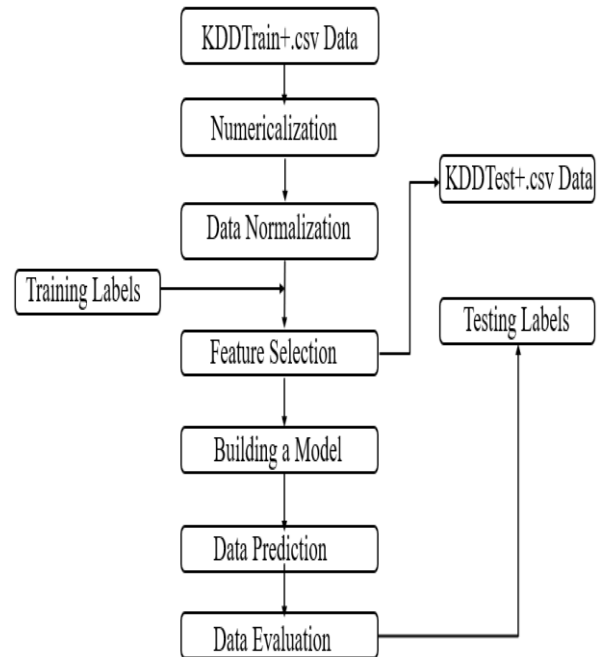 KDDTrain+.csv Data
Numericalization
KDDTest+.csv Data
Data Normalization
Training Labels
Testing Labels
Feature Selection
Building a Model
Data Prediction
Data Evaluation